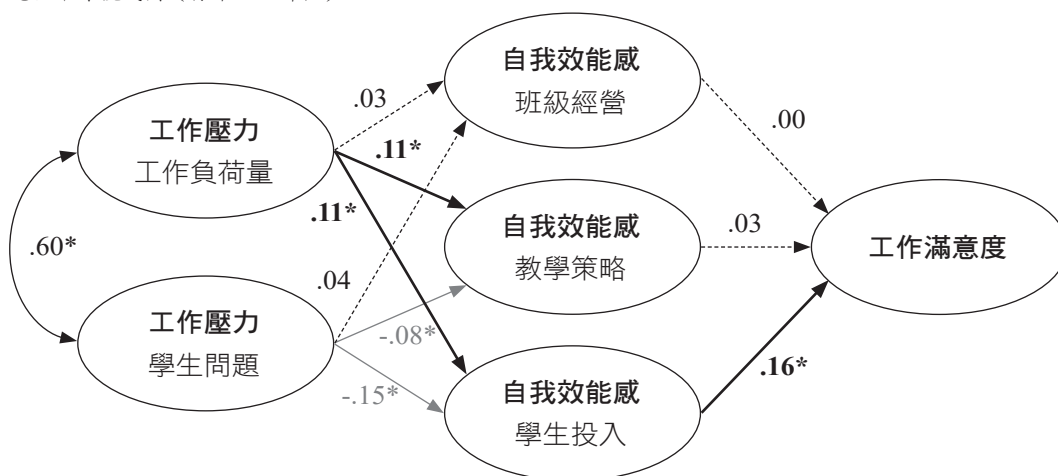 自我效能感
班級經營
.03
.00
工作壓力
工作負荷量
.11*
.11*
自我效能感
教學策略
.03
工作滿意度
.60*
.04
工作壓力
學生問題
-.08*
-.15*
自我效能感
學生投入
.16*